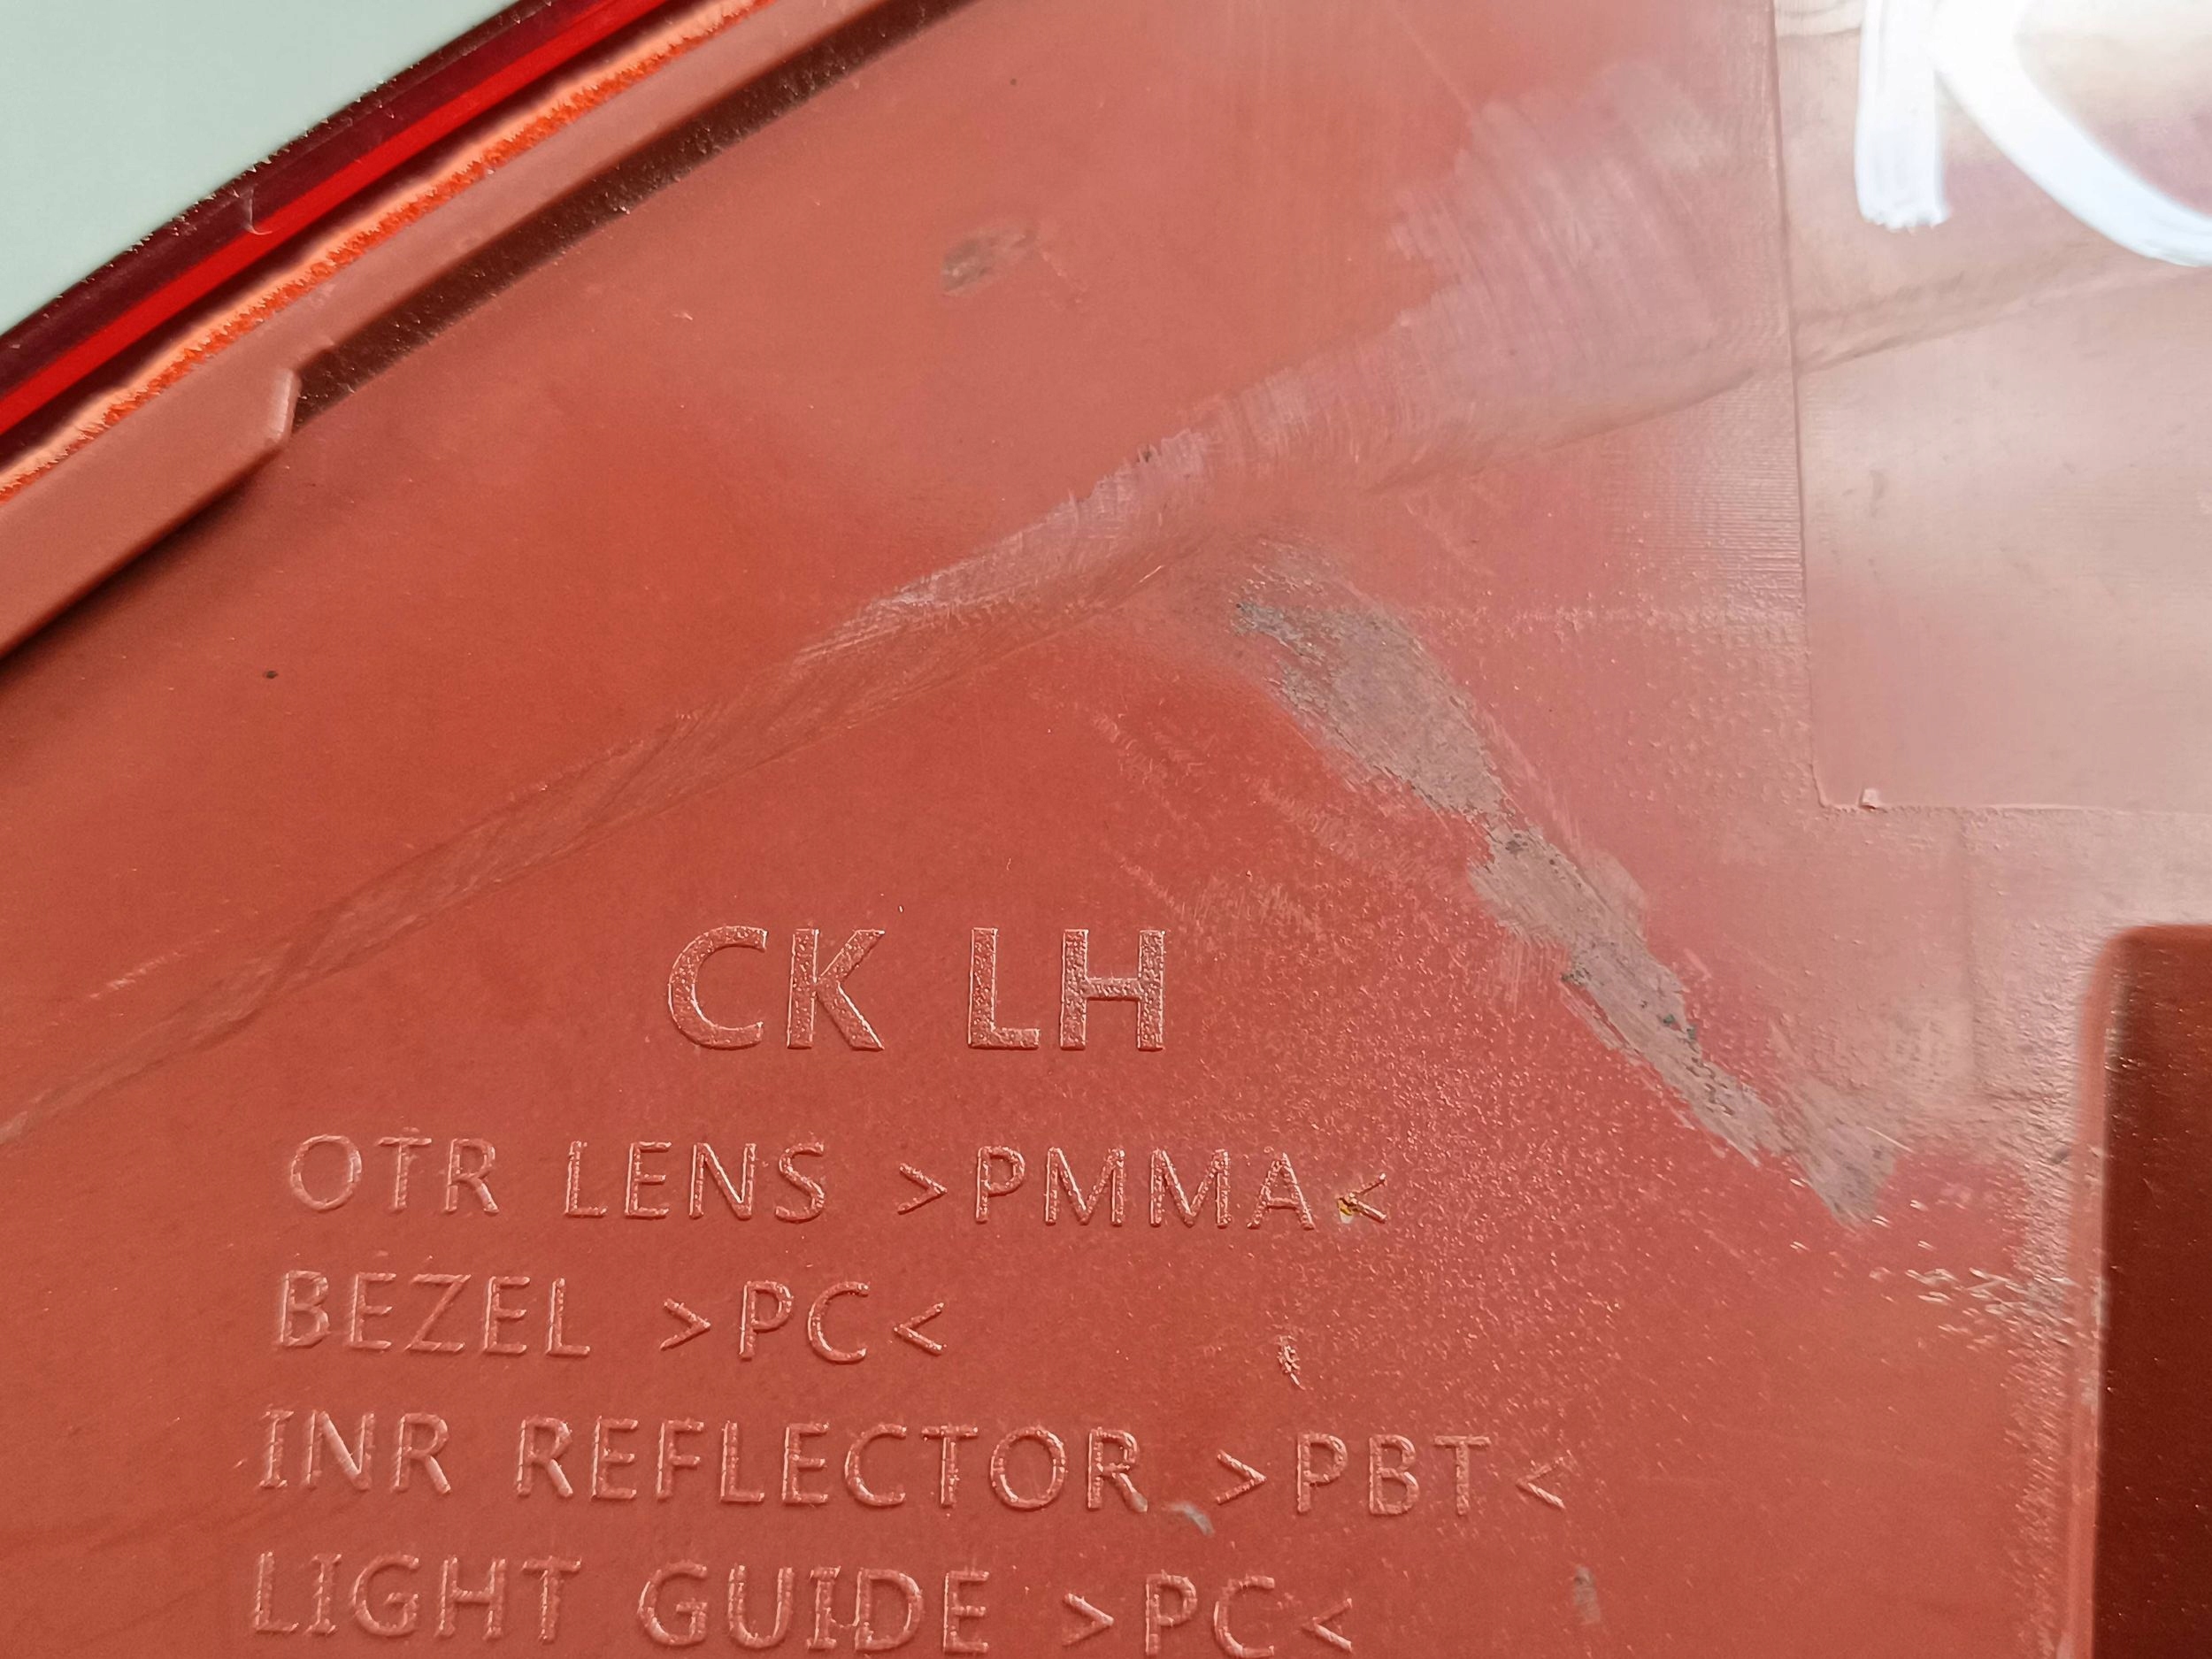 CK LH
OTR LENS >PMMA<
BEZEL >PC<
INR REFLECTOR >PBT<
LIGHT GUIDE >PC<